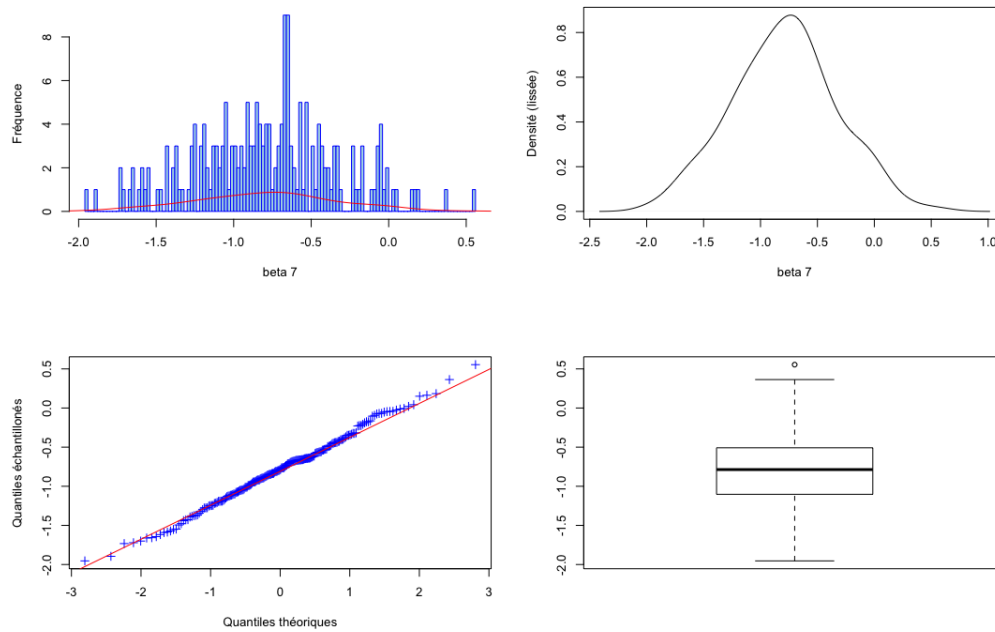 Fréquence
8
6
4
2
0
-2.0 -1.5 -1.0 -0.5 0.0 0.5
beta 7
Densité (lissée)
0.8
0.6
0.4
0.2
0.0
-2.5 -2.0 -1.5 -1.0 -0.5 0.0 0.5 1.0
beta 7
Quantiles échantillonés
0.5
0.0
-0.5
-1.0
-1.5
-2.0
-3 -2 -1 0 1 2 3
Quantiles théoriques
0.5
0.0
-0.5
-1.0
-1.5
-2.0